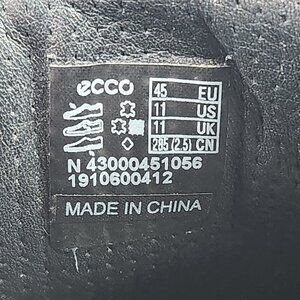 ecco
45 EU
11 US
11 UK
285 (2.5) CN
N 43000451056
1910600412
MADE IN CHINA